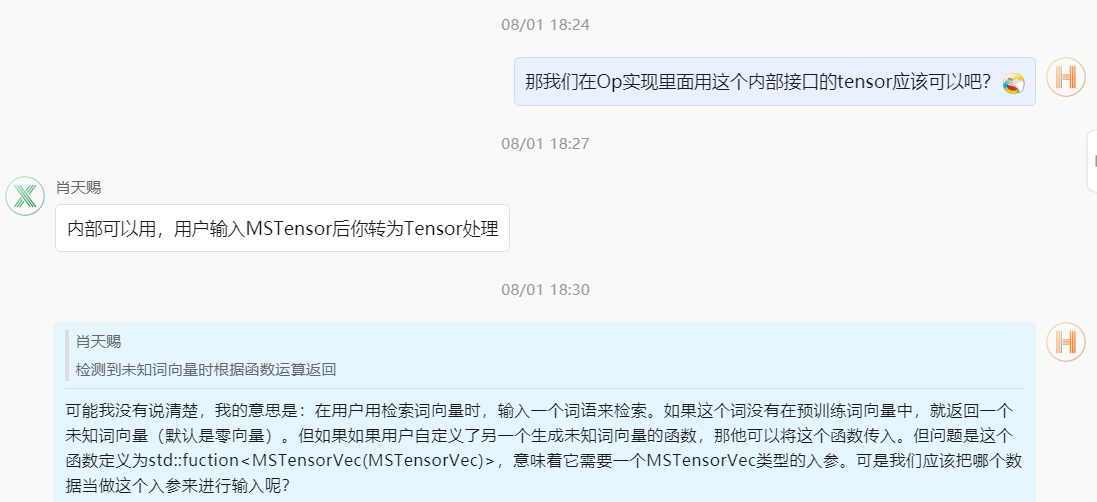 08/01 18:24
那我们在Op实现里面用这个内部接口的tensor应该可以吧？
08/01 18:27
肖天赐
内部可以用，用户输入MSTensor后你转为Tensor处理
08/01 18:30
肖天赐
检测到未知词向量时根据函数运算返回
可能我没有说清楚，我的意思是：在用户用检索词向量时，输入一个词语来检索。如果这个词没有在预训练词向量中，就返回一个
未知词向量（默认是零向量）。但如果如果用户自定义了另一个生成未知词向量的函数，那他可以将这个函数传入。但问题是这个
函数定义为std::fuction<MSTensorVec(MSTensorVec)>，意味着它需要一个MSTensorVec类型的入参。可是我们应该把哪个数
据当做这个入参来进行输入呢？